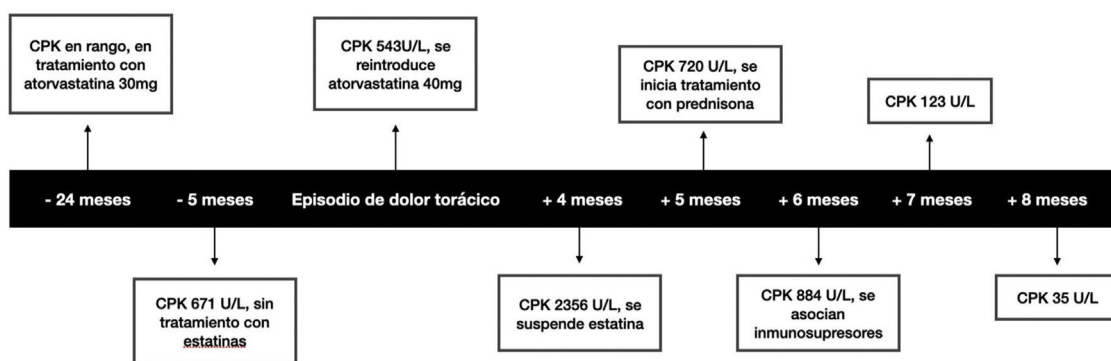 CPK en rango, en
tratamiento con
atorvastatina 30mg
CPK 543U/L, se
reintroduce
atorvastatina 40mg
CPK 720 U/L, se
inicia tratamiento
con prednisona
CPK 123 U/L
- 24 meses
- 5 meses
Episodio de dolor torácico
+ 4 meses
+ 5 meses
+ 6 meses
+ 7 meses
+ 8 meses
CPK 671 U/L, sin
tratamiento con
estatinas
CPK 2356 U/L, se
suspende estatina
CPK 884 U/L, se
asocian
inmunosupresores
CPK 35 U/L